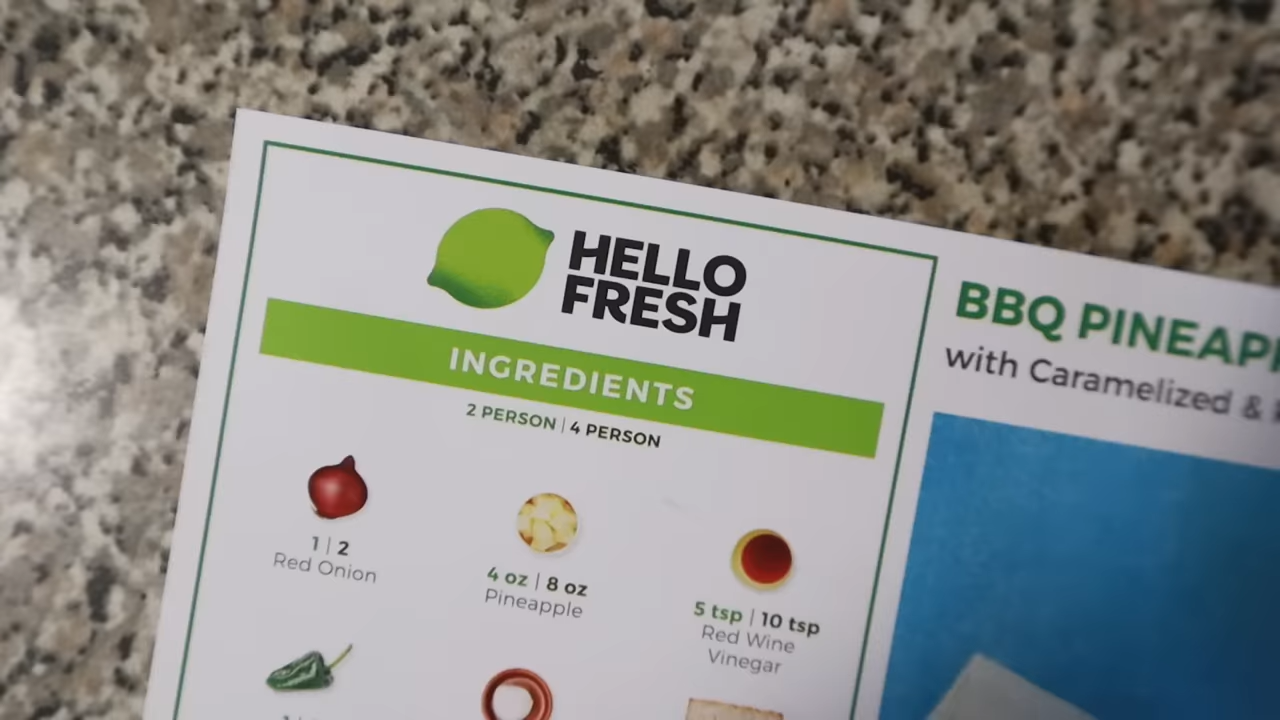 HELLO
FRESH
INGREDIENTS
2 PERSON | 4 PERSON
1 | 2
Red Onion
4 oz | 8 oz
Pineapple
5 tsp | 10 tsp
Red Wine
Vinegar
BBQ
with Caramelized &